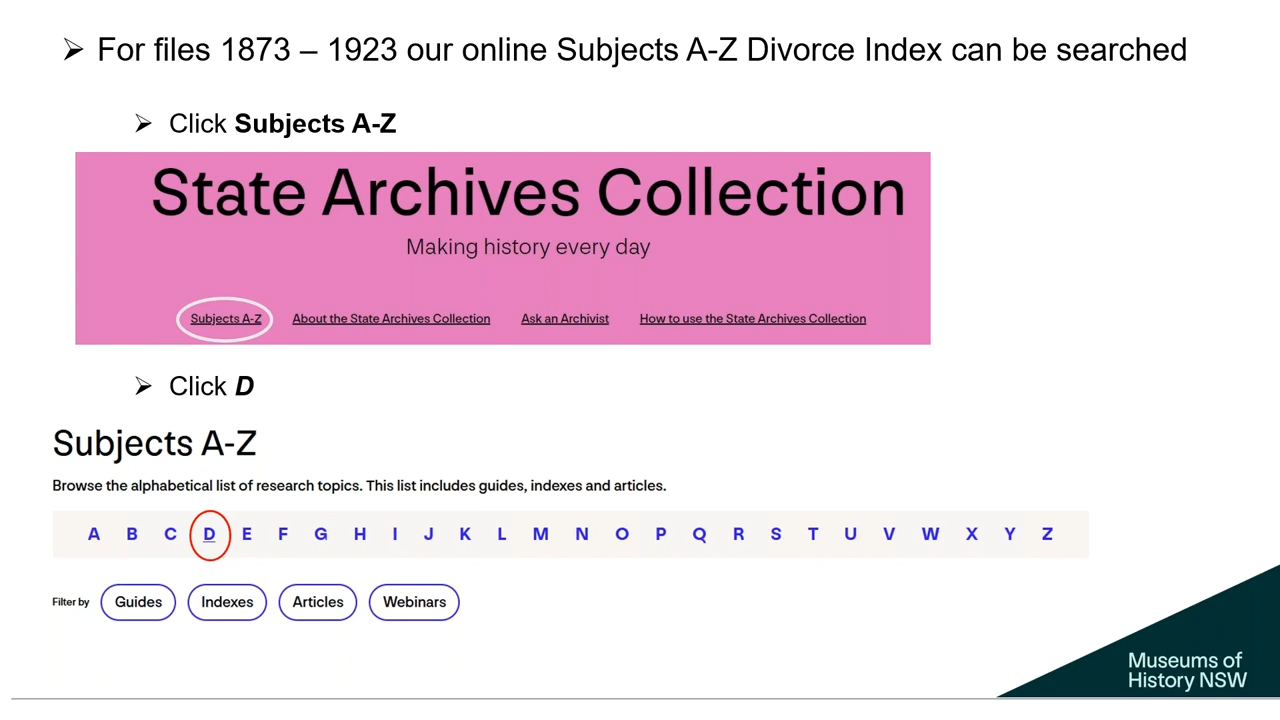 ➢ For files 1873 – 1923 our online Subjects A-Z Divorce Index can be searched
➢ Click Subjects A-Z
State Archives Collection
Making history every day
Subjects A-Z About the State Archives Collection Ask an Archivist How to use the State Archives Collection
➢ Click D
Subjects A-Z
Browse the alphabetical list of research topics. This list includes guides, indexes and articles.
A B C D E F G H I J K L M N O P Q R S T U V W X Y Z
Filter by Guides Indexes Articles Webinars
Museums of
History NSW